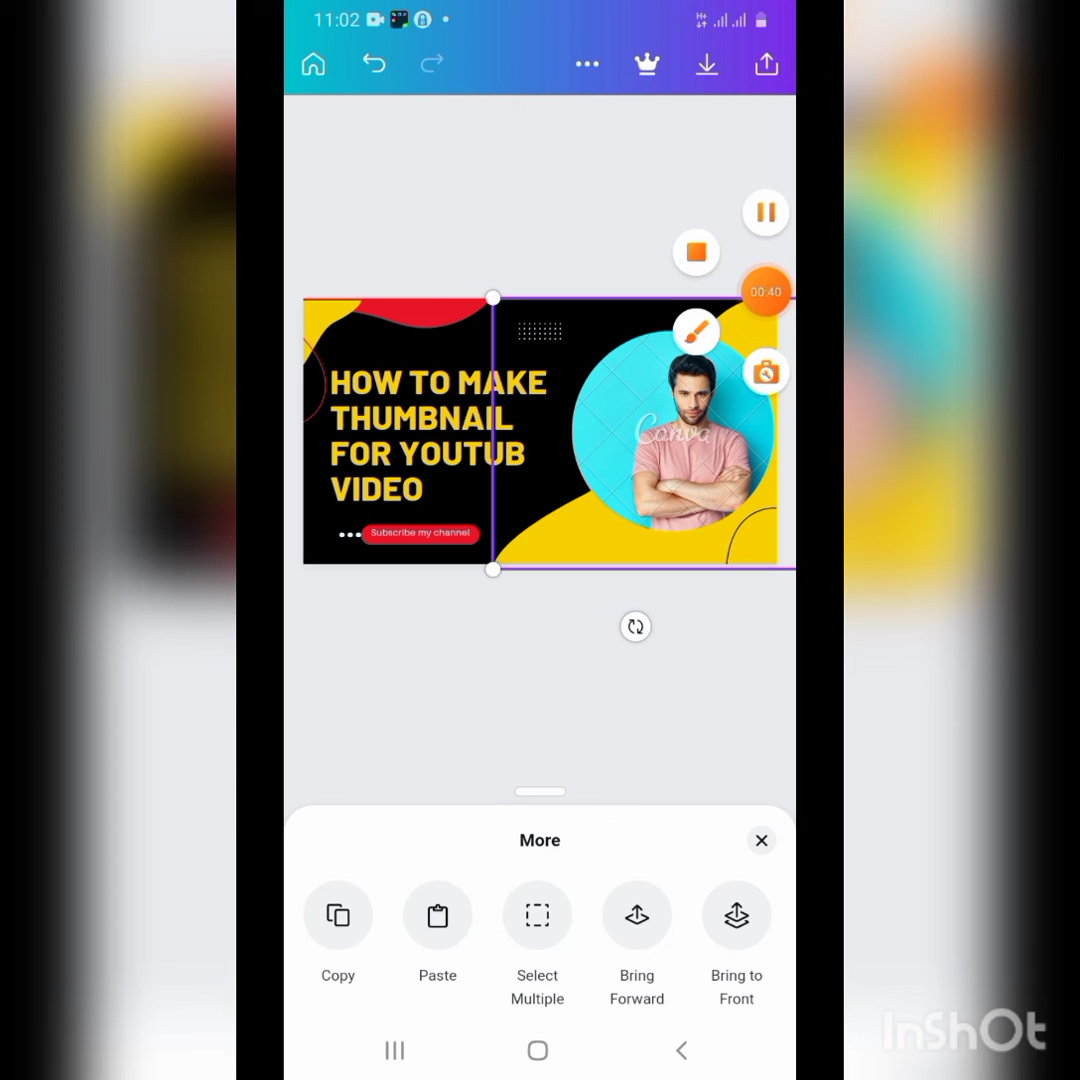 11:02
H+
00:40
HOW TO MAKE
THUMBNAIL
FOR YOUTUB
VIDEO
Canva
Subscribe my channel
More
Copy
Paste
Select
Multiple
Bring
Forward
Bring to
Front
InShOt